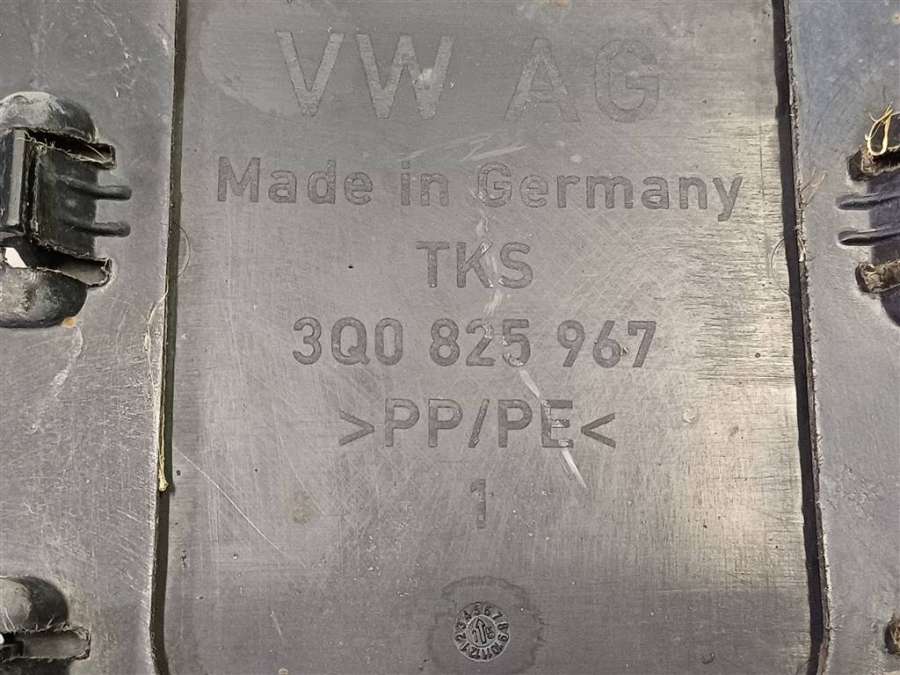 VW AG
Made in Germany
TKS
3Q0 825 967
>PP/PE<
1